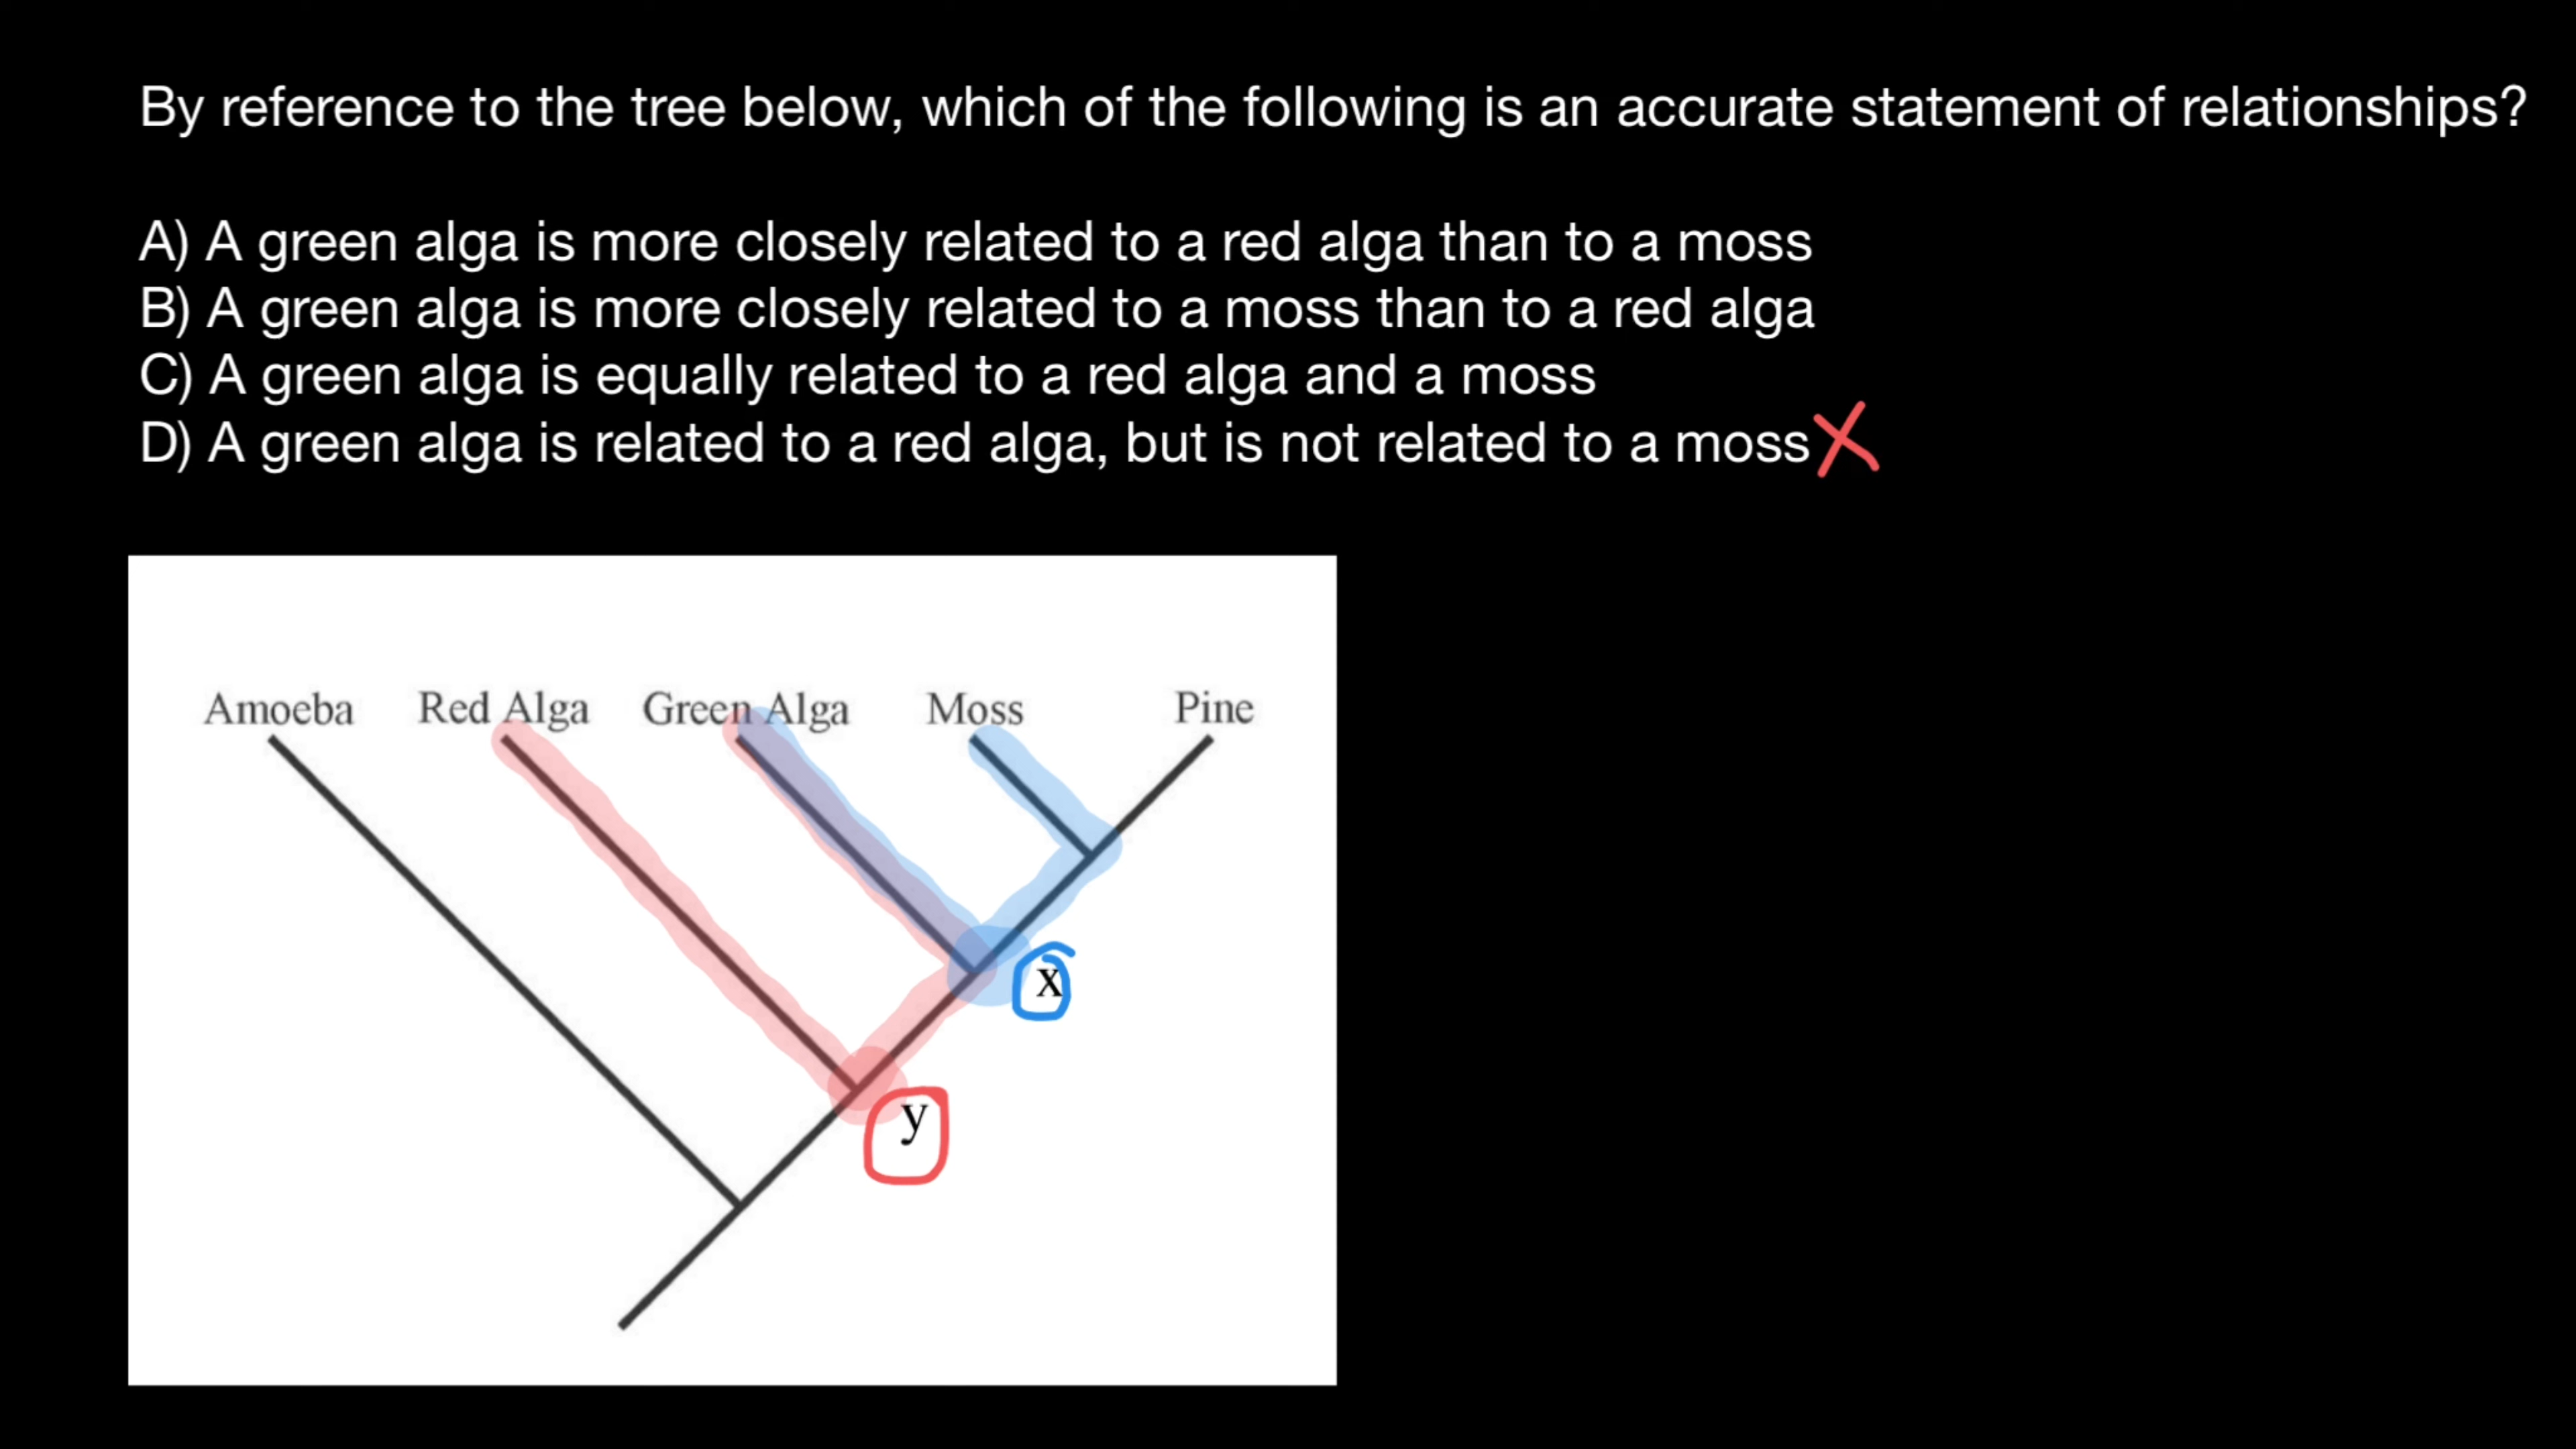 By reference to the tree below, which of the following is an accurate statement of relationships?
A) A green alga is more closely related to a red alga than to a moss
B) A green alga is more closely related to a moss than to a red alga
C) A green alga is equally related to a red alga and a moss
D) A green alga is related to a red alga, but is not related to a moss
Amoeba Red Alga Green Alga Moss Pine
x
y